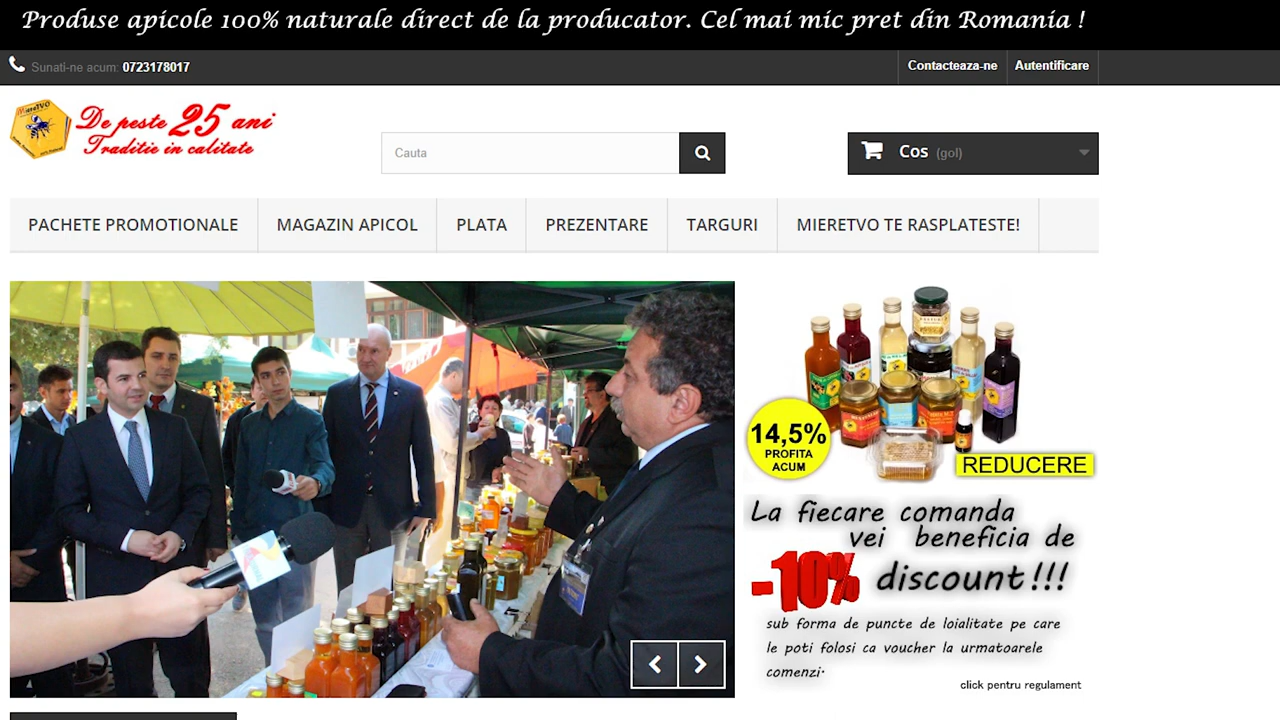 Produse apicole 100% naturale direct de la producator. Cel mai mic pret din Romania !
Sunati-ne acum: 0723178017
Contacteaza-ne
Autentificare
MiereTVO
De peste 25 ani
Traditie in calitate
Cauta
Cos (gol)
PACHETE PROMOTIONALE
MAGAZIN APICOL
PLATA
PREZENTARE
TARGURI
MIERETVO TE RASPLATESTE!
14,5%
PROFITA
ACUM
REDUCERE
La fiecare comanda
vei beneficia de
-10% discount!!!
sub forma de puncte de loialitate pe care
le poti folosi ca voucher la urmatoarele
comenzi.
click pentru regulament